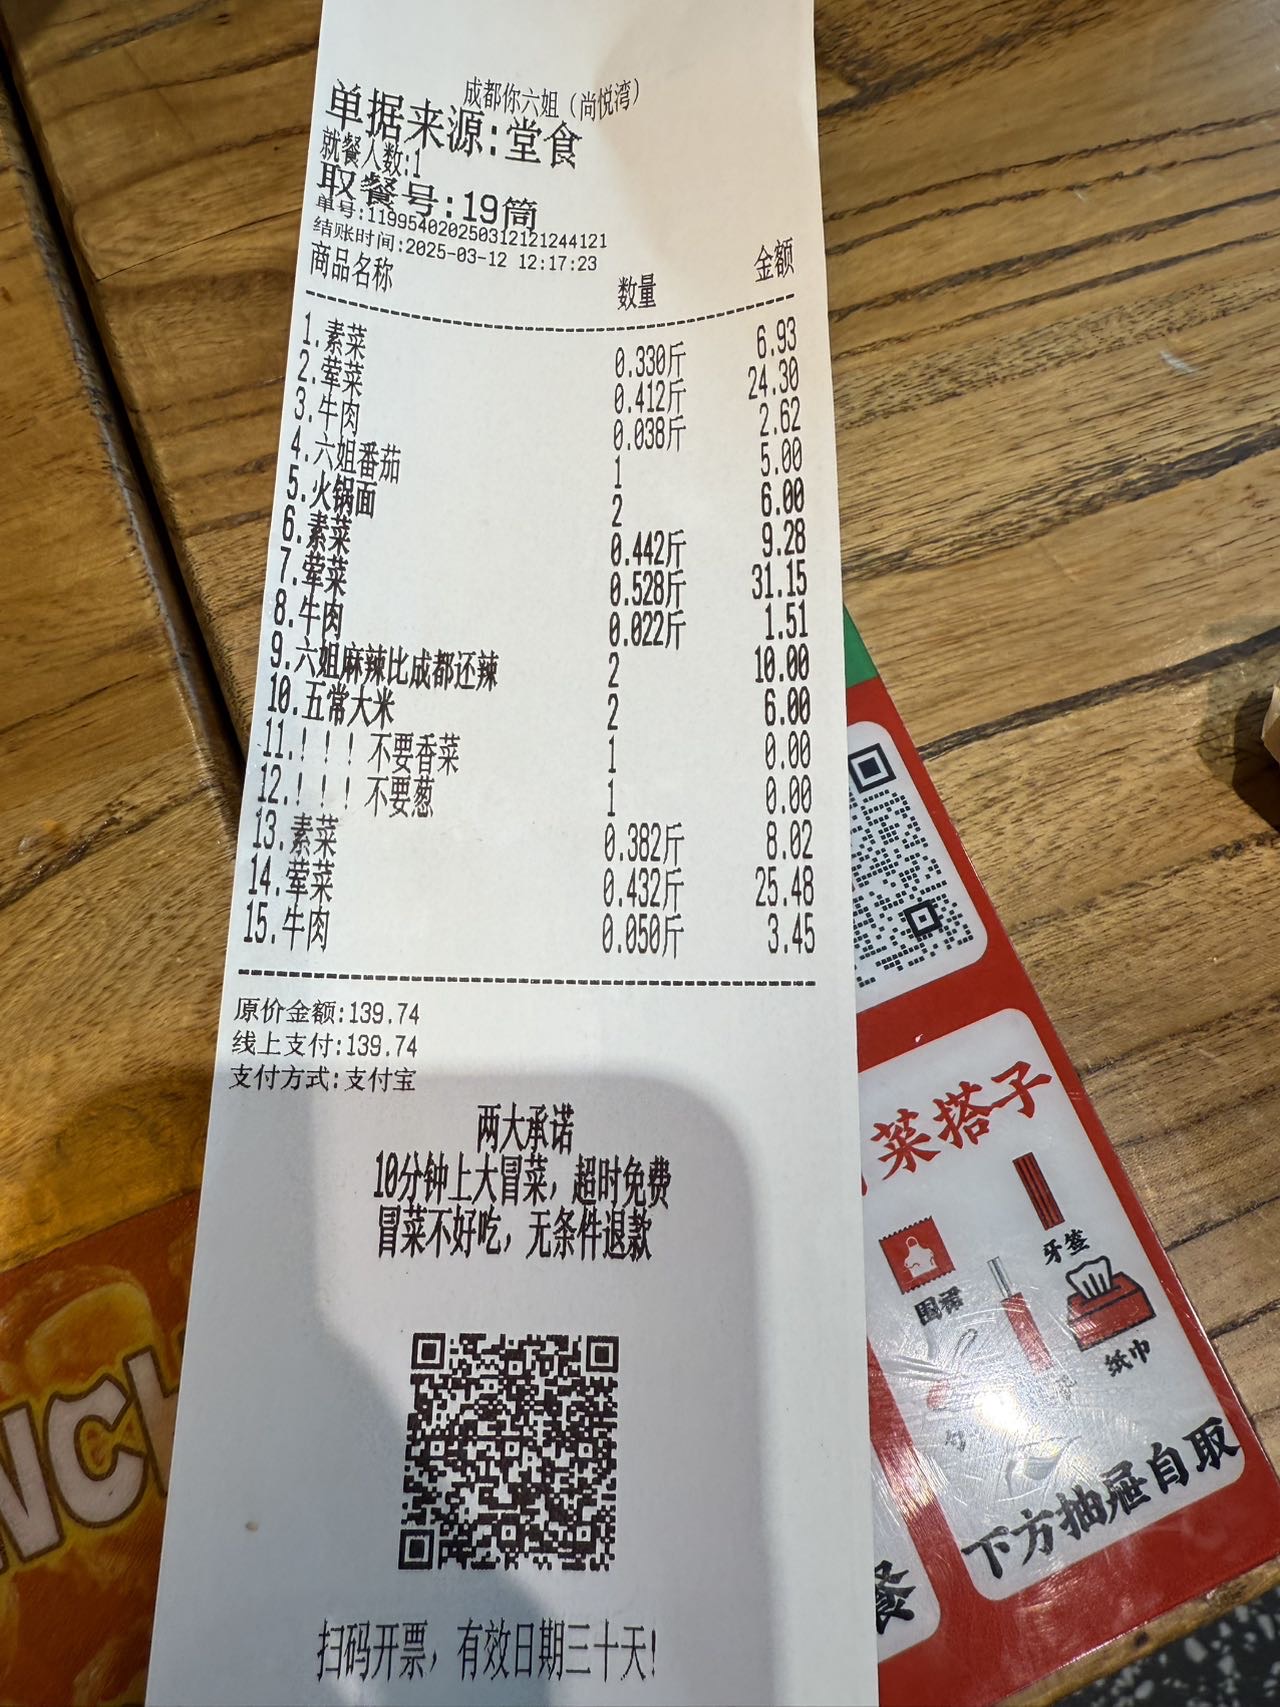 成都你六姐（尚悦湾）
单据来源:堂食
就餐人数:1
取餐号:19筒
单号:11995402025031212124​4121
结账时间:2025-03-12 12:17:23
商品名称 数量 金额
1.素菜 0.330斤 6.93
2.荤菜 0.412斤 24.30
3.牛肉 0.038斤 2.62
4.六姐番茄 1 5.00
5.火锅面 2 6.00
6.素菜 0.442斤 9.28
7.荤菜 0.528斤 31.15
8.牛肉 0.022斤 1.51
9.六姐麻辣比成都还辣 2 10.00
10.五常大米 2 6.00
11.！！！不要香菜 1 0.00
12.！！！不要葱 1 0.00
13.素菜 0.382斤 8.02
14.荤菜 0.432斤 25.48
15.牛肉 0.050斤 3.45
原价金额:139.74
线上支付:139.74
支付方式:支付宝
两大承诺
10分钟上大冒菜，超时免费
冒菜不好吃，无条件退款
扫码开票，有效日期三十天!
菜搭子
牙签
围裙
纸巾
下方抽屉自取
餐